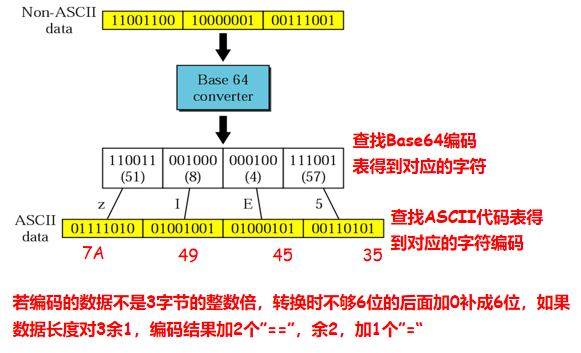 Non-ASCII
data
11001100 10000001 00111001
Base 64
converter
查找Base64编码
表得到对应的字符
110011 001000 000100 111001
(51) (8) (4) (57)
z I E 5
ASCII
data
01111010 01001001 01000101 00110101
查找ASCII代码表得
到对应的字符编码
7A 49 45 35
若编码的数据不是3字节的整数倍，转换时不够6位的后面加0补成6位，如果
数据长度对3余1，编码结果加2个”==”，余2，加1个”=“